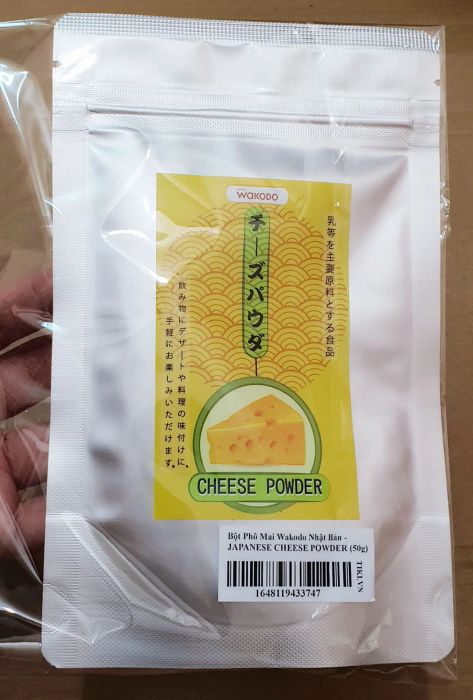 WAKODO
チーズパウダー
乳等を主要原料とする食品
飲み物にデザートや料理の味付けに、
手軽にお楽しみいただけます。
CHEESE POWDER
Bột Phô Mai Wakodo Nhật Bản -
JAPANESE CHEESE POWDER (50g)
1648119433747
TIKI.VN